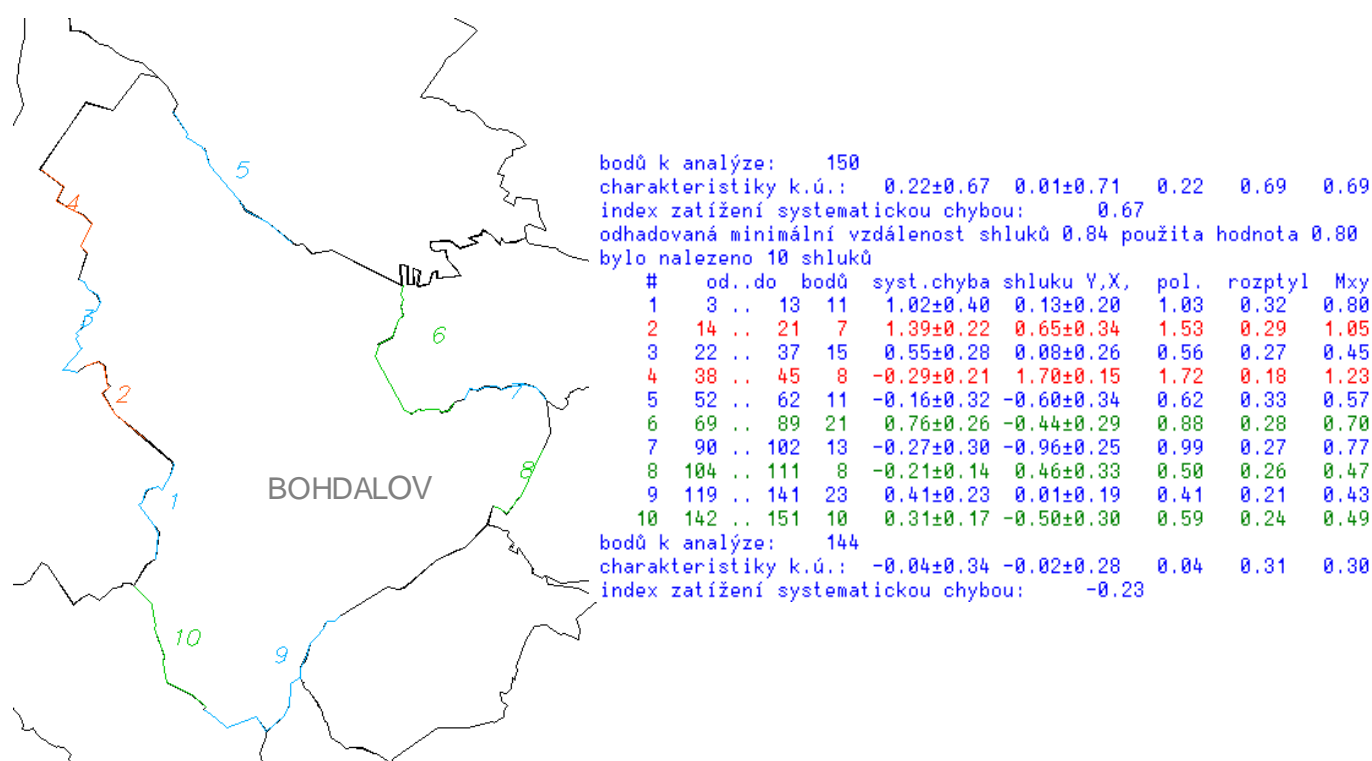 5
4
3
6
2
7
8
BOHDALOV
1
10
9
bodů k analýze: 150
charakteristiky k.ú.: 0.22±0.67 0.01±0.71 0.22 0.69 0.69
index zatížení systematickou chybou: 0.67
odhadovaná minimální vzdálenost shluků 0.84 použita hodnota 0.80
bylo nalezeno 10 shluků
# od..do bodů syst.chyba shluku Y,X, pol. rozptyl Mxy
1 3 .. 13 11 1.02±0.40 0.13±0.20 1.03 0.32 0.80
2 14 .. 21 7 1.39±0.22 0.65±0.34 1.53 0.29 1.05
3 22 .. 37 15 0.55±0.28 0.08±0.26 0.56 0.27 0.45
4 38 .. 45 8 -0.29±0.21 1.70±0.15 1.72 0.18 1.23
5 52 .. 62 11 -0.16±0.32 -0.60±0.34 0.62 0.33 0.57
6 69 .. 89 21 0.76±0.26 -0.44±0.29 0.88 0.28 0.70
7 90 .. 102 13 -0.27±0.30 -0.96±0.25 0.99 0.27 0.77
8 104 .. 111 8 -0.21±0.14 0.46±0.33 0.50 0.26 0.47
9 119 .. 141 23 0.41±0.23 0.01±0.19 0.41 0.21 0.43
10 142 .. 151 10 0.31±0.17 -0.50±0.30 0.59 0.24 0.49
bodů k analýze: 144
charakteristiky k.ú.: -0.04±0.34 -0.02±0.28 0.04 0.31 0.30
index zatížení systematickou chybou: -0.23